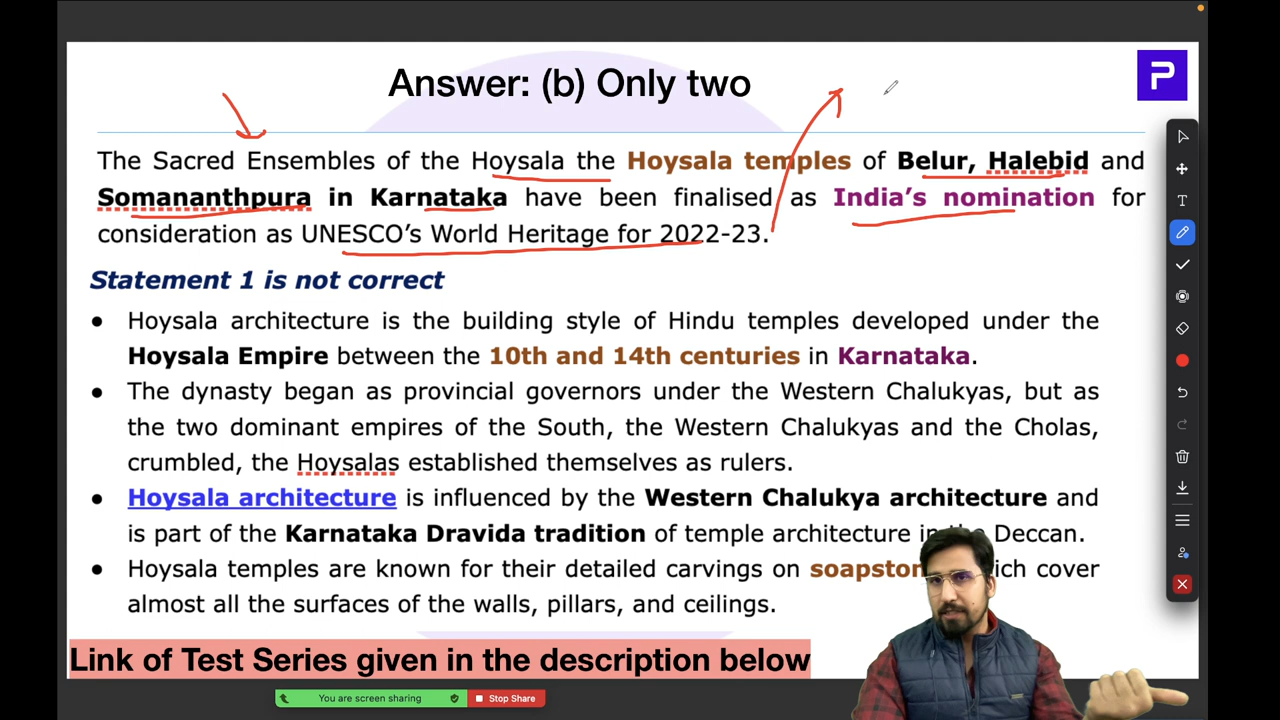 Answer: (b) Only two
The Sacred Ensembles of the Hoysala the Hoysala temples of Belur, Halebid and
Somananthpura in Karnataka have been finalised as India's nomination for
consideration as UNESCO's World Heritage for 2022-23.
Statement 1 is not correct
● Hoysala architecture is the building style of Hindu temples developed under the
Hoysala Empire between the 10th and 14th centuries in Karnataka.
● The dynasty began as provincial governors under the Western Chalukyas, but as
the two dominant empires of the South, the Western Chalukyas and the Cholas,
crumbled, the Hoysalas established themselves as rulers.
● Hoysala architecture is influenced by the Western Chalukya architecture and
is part of the Karnataka Dravida tradition of temple architecture in the Deccan.
● Hoysala temples are known for their detailed carvings on cover
almost all the surfaces of the walls, pillars, and ceilings.
Link of Test Series given in the description below
You are screen sharing Stop Share